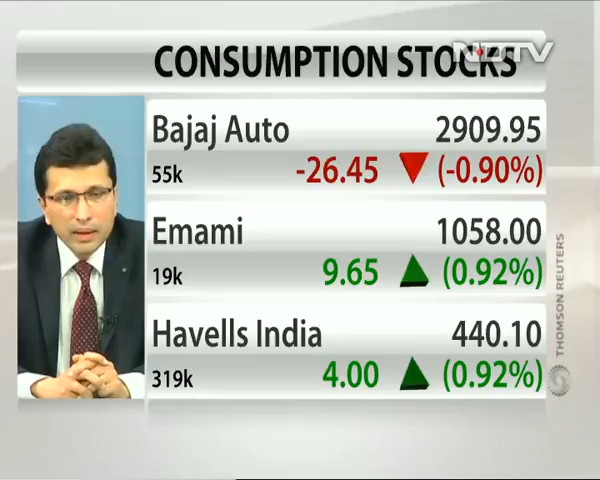 CONSUMPTION STOCKS
NDTV
Bajaj Auto 2909.95
55k -26.45 ▼ (-0.90%)
Emami 1058.00
19k 9.65 ▲ (0.92%)
Havells India 440.10
319k 4.00 ▲ (0.92%)
THOMSON REUTERS